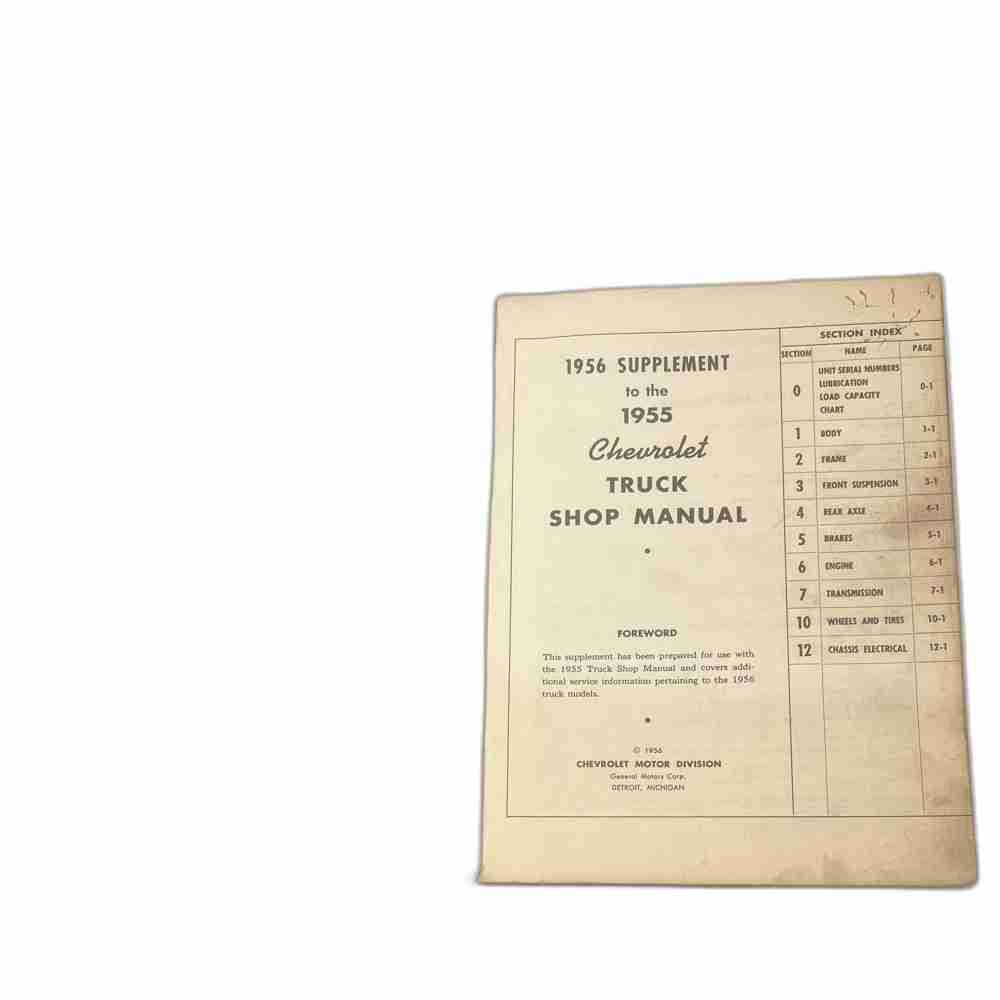 1956 SUPPLEMENT
to the
1955
Chevrolet
TRUCK
SHOP MANUAL
•
FOREWORD
This supplement has been prepared for use with
the 1955 Truck Shop Manual and covers addi-
tional service information pertaining to the 1956
truck models.
•
© 1956
CHEVROLET MOTOR DIVISION
General Motors Corp.
DETROIT, MICHIGAN
SECTION INDEX
SECTION NAME PAGE
0 UNIT SERIAL NUMBERS
LUBRICATION
LOAD CAPACITY
CHART 0-1
1 BODY 1-1
2 FRAME 2-1
3 FRONT SUSPENSION 3-1
4 REAR AXLE 4-1
5 BRAKES 5-1
6 ENGINE 6-1
7 TRANSMISSION 7-1
10 WHEELS AND TIRES 10-1
12 CHASSIS ELECTRICAL 12-1